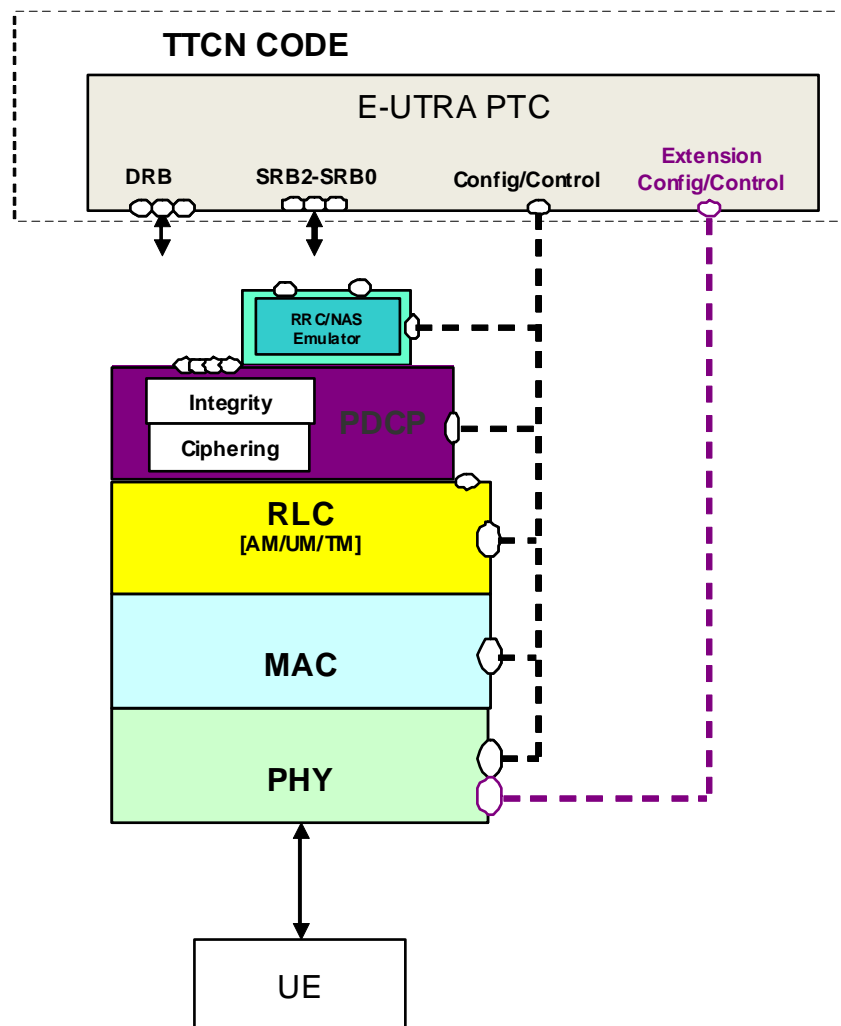 TTCN CODE
E-UTRA PTC
DRB
SRB2-SRB0
Config/Control
Extension
Config/Control
RRC/NAS
Emulator
Integrity
Ciphering
PDCP
RLC
[AM/UM/TM]
MAC
PHY
UE